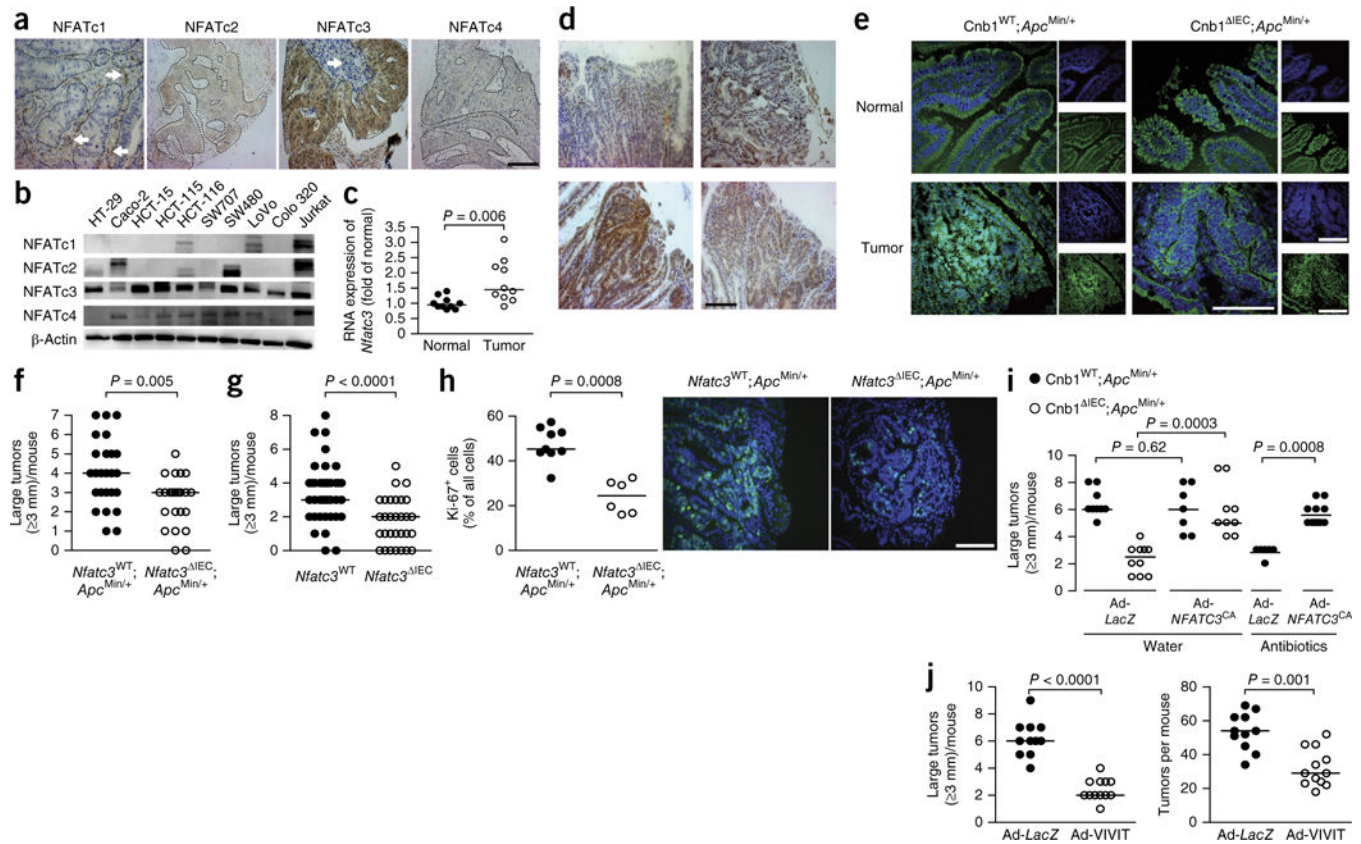 a
NFATc1
NFATc2
NFATc3
NFATc4
b
HT-29
Caco-2
HCT-15
HCT-115
HCT-116
SW707
SW480
LoVo
Colo 320
Jurkat
NFATc1
NFATc2
NFATc3
NFATc4
β-Actin
c
P = 0.006
RNA expression of
Nfatc3 (fold of normal)
3.5
3.0
2.5
2.0
1.5
1.0
0.5
0
Normal
Tumor
d
e
Cnb1WT;ApcMin/+
Cnb1ΔIEC;ApcMin/+
Normal
Tumor
f
P = 0.005
Large tumors
(≥3 mm)/mouse
7
6
5
4
3
2
1
0
Nfatc3WT;
ApcMin/+
Nfatc3ΔIEC;
ApcMin/+
g
P < 0.0001
Large tumors
(≥3 mm)/mouse
8
6
4
2
0
Nfatc3WT
Nfatc3ΔIEC
h
P = 0.0008
Ki-67+ cells
(% of all cells)
60
40
20
0
Nfatc3WT;
ApcMin/+
Nfatc3ΔIEC;
ApcMin/+
Nfatc3WT;ApcMin/+
Nfatc3ΔIEC;ApcMin/+
i
Cnb1WT;ApcMin/+
Cnb1ΔIEC;ApcMin/+
P = 0.0003
P = 0.62
P = 0.0008
Large tumors
(≥3 mm)/mouse
10
8
6
4
2
0
Ad-
LacZ
Ad-
NFATC3CA
Ad-
LacZ
Ad-
NFATC3CA
Water
Antibiotics
j
P < 0.0001
Large tumors
(≥3 mm)/mouse
10
8
6
4
2
0
Ad-LacZ
Ad-VIVIT
P = 0.001
Tumors per mouse
80
60
40
20
0
Ad-LacZ
Ad-VIVIT